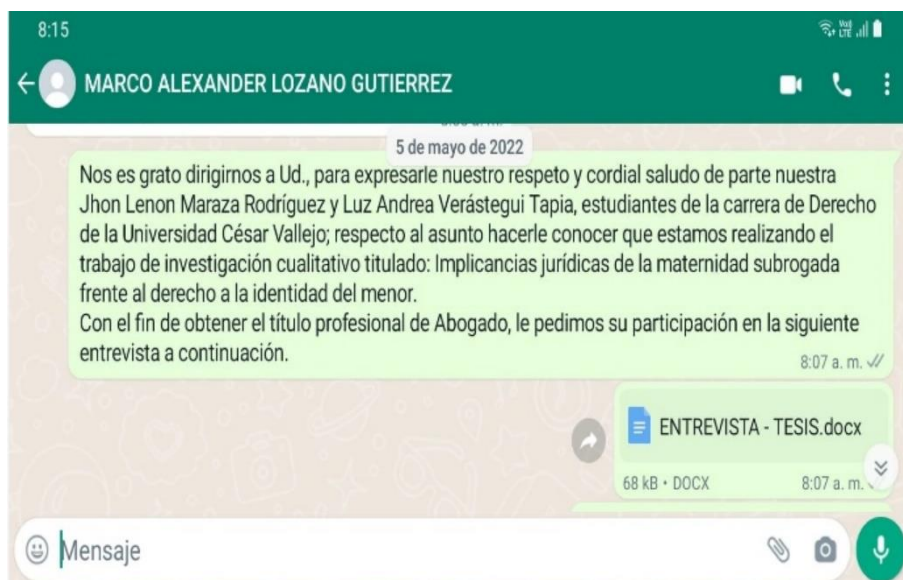 8:15
MARCO ALEXANDER LOZANO GUTIERREZ
5 de mayo de 2022
Nos es grato dirigirnos a Ud., para expresarle nuestro respeto y cordial saludo de parte nuestra
Jhon Lenon Maraza Rodríguez y Luz Andrea Verástegui Tapia, estudiantes de la carrera de Derecho
de la Universidad César Vallejo; respecto al asunto hacerle conocer que estamos realizando el
trabajo de investigación cualitativo titulado: Implicancias jurídicas de la maternidad subrogada
frente al derecho a la identidad del menor.
Con el fin de obtener el título profesional de Abogado, le pedimos su participación en la siguiente
entrevista a continuación.
8:07 a. m.
ENTREVISTA - TESIS.docx
68 kB • DOCX 8:07 a. m.
Mensaje